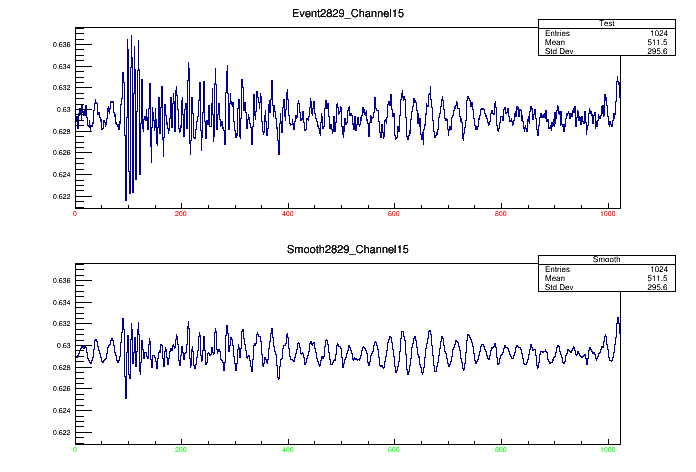 Event2829_Channel15
Test
Entries 1024
Mean 511.5
Std Dev 295.6
0.636
0.634
0.632
0.63
0.628
0.626
0.624
0.622
0 200 400 600 800 1000
Smooth2829_Channel15
Smooth
Entries 1024
Mean 511.5
Std Dev 295.6
0.636
0.634
0.632
0.63
0.628
0.626
0.624
0.622
0 200 400 600 800 1000